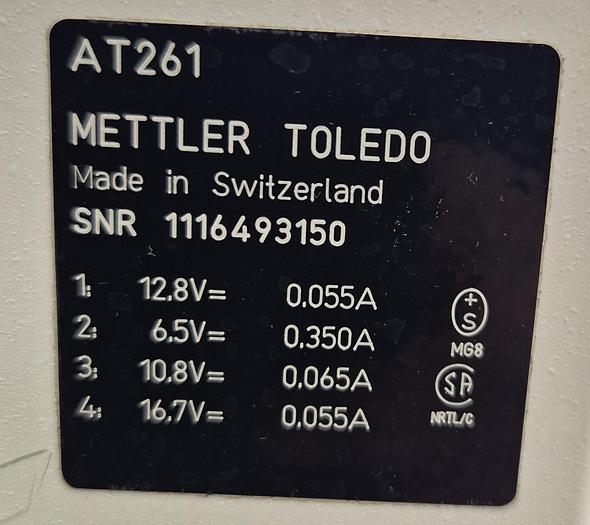 AT261
METTLER TOLEDO
Made in Switzerland
SNR 1116493150
1: 12.8V= 0.055A
2: 6.5V= 0.350A
3: 10.8V= 0.065A
4: 16.7V= 0.055A
+S
MG8
SA
NRTL/C